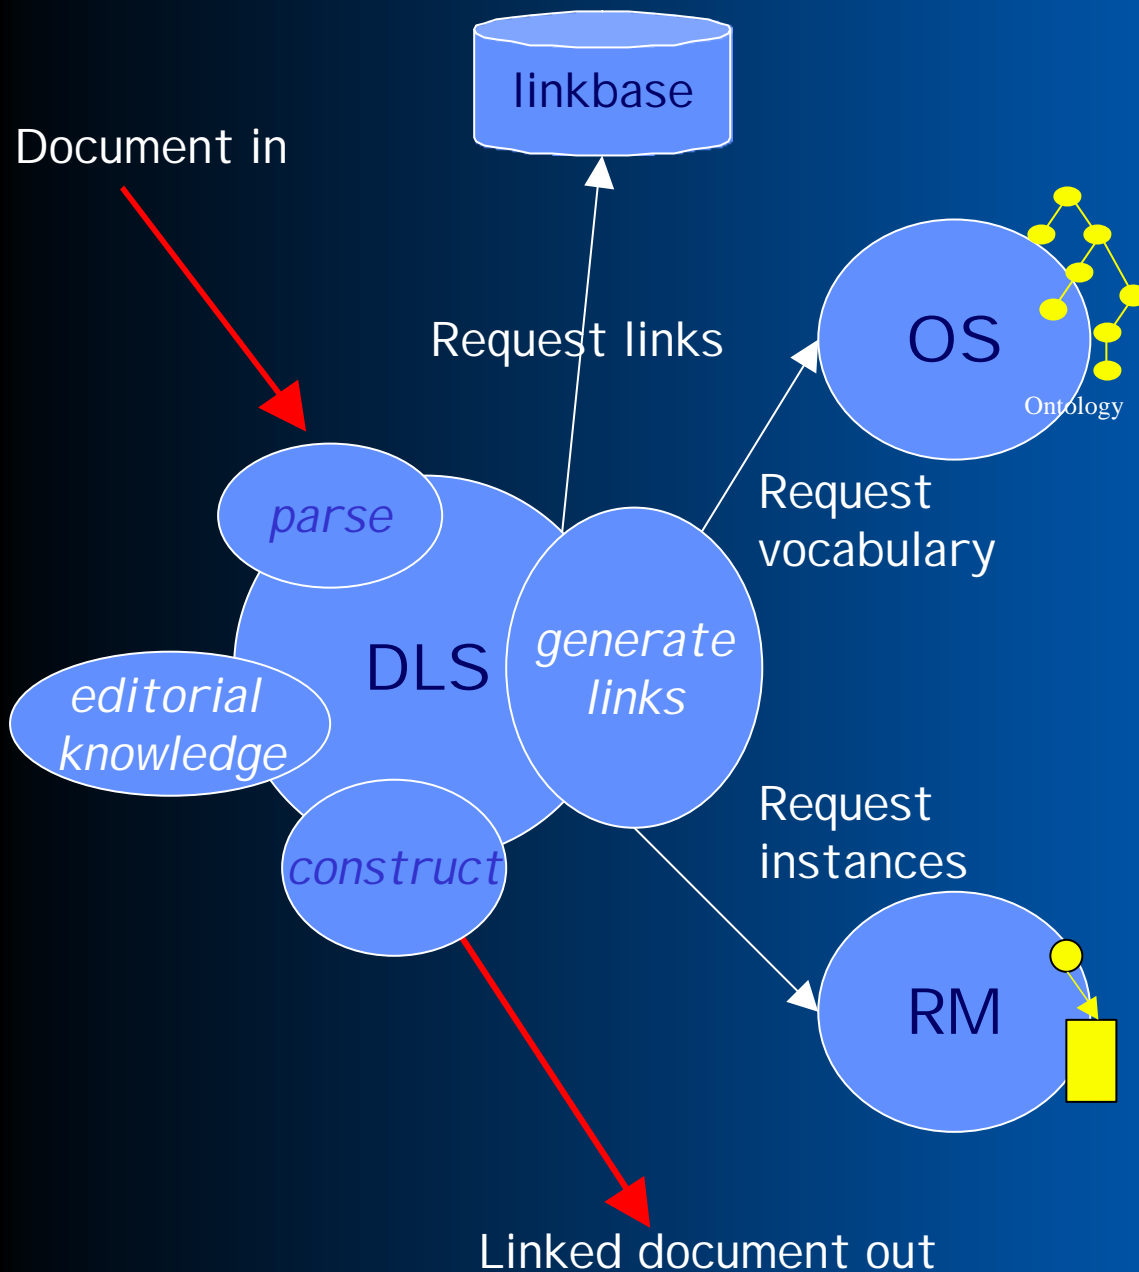 linkbase
Document in
Request links
OS
Ontology
Request
vocabulary
parse
DLS
generate
links
editorial
knowledge
construct
Request
instances
RM
Linked document out